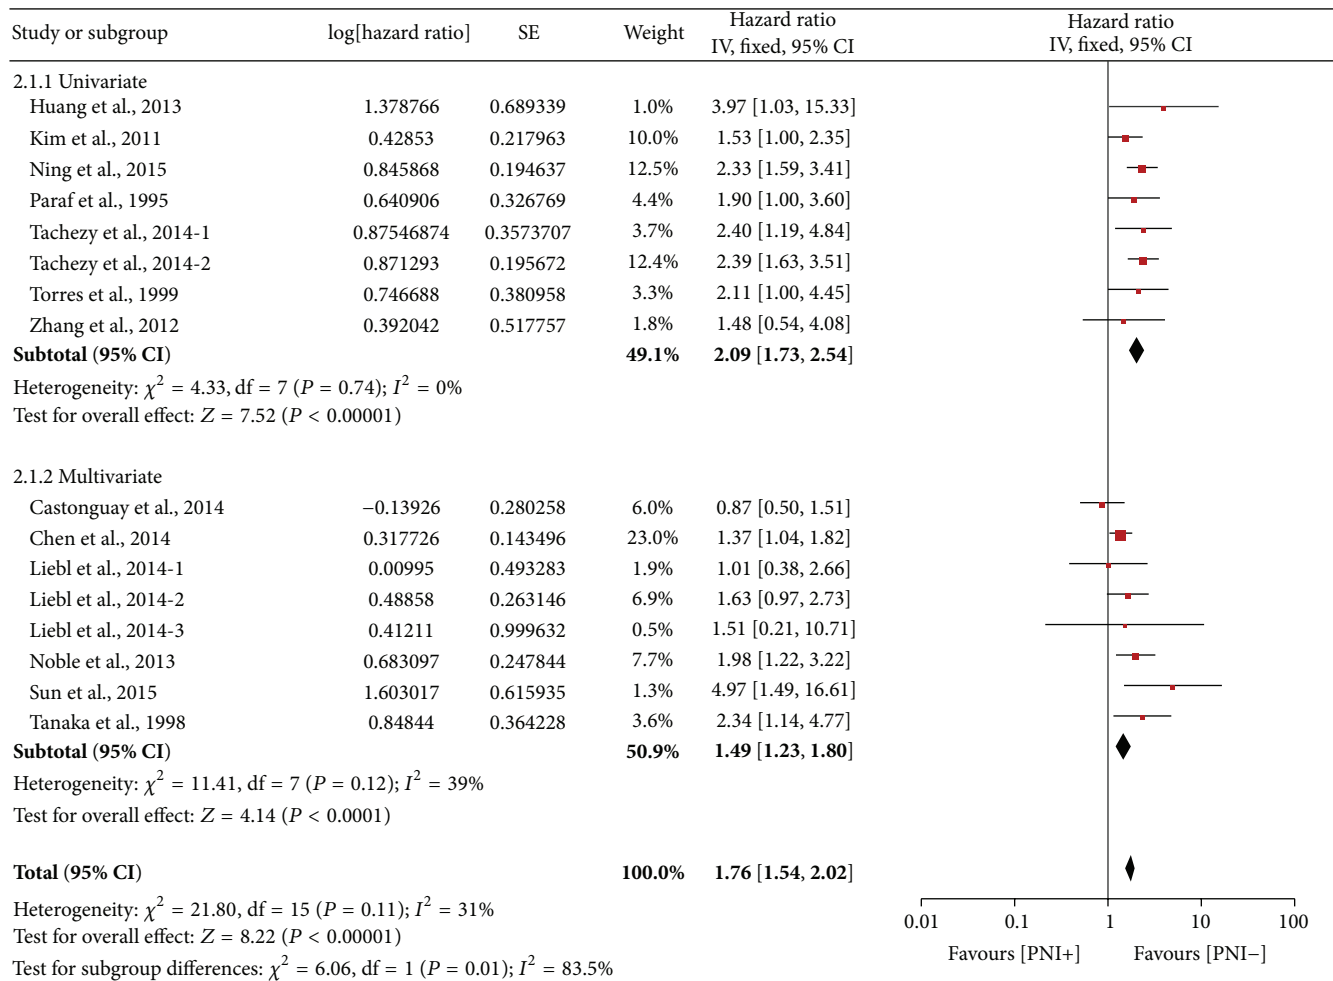 Study or subgroup log[hazard ratio] SE Weight Hazard ratio Hazard ratio
IV, fixed, 95% CI IV, fixed, 95% CI
2.1.1 Univariate
Huang et al., 2013 1.378766 0.689339 1.0% 3.97 [1.03, 15.33]
Kim et al., 2011 0.42853 0.217963 10.0% 1.53 [1.00, 2.35]
Ning et al., 2015 0.845868 0.194637 12.5% 2.33 [1.59, 3.41]
Paraf et al., 1995 0.640906 0.326769 4.4% 1.90 [1.00, 3.60]
Tachezy et al., 2014-1 0.87546874 0.3573707 3.7% 2.40 [1.19, 4.84]
Tachezy et al., 2014-2 0.871293 0.195672 12.4% 2.39 [1.63, 3.51]
Torres et al., 1999 0.746688 0.380958 3.3% 2.11 [1.00, 4.45]
Zhang et al., 2012 0.392042 0.517757 1.8% 1.48 [0.54, 4.08]
Subtotal (95% CI) 49.1% 2.09 [1.73, 2.54]
Heterogeneity: χ² = 4.33, df = 7 (P = 0.74); I² = 0%
Test for overall effect: Z = 7.52 (P < 0.00001)
2.1.2 Multivariate
Castonguay et al., 2014 −0.13926 0.280258 6.0% 0.87 [0.50, 1.51]
Chen et al., 2014 0.317726 0.143496 23.0% 1.37 [1.04, 1.82]
Liebl et al., 2014-1 0.00995 0.493283 1.9% 1.01 [0.38, 2.66]
Liebl et al., 2014-2 0.48858 0.263146 6.9% 1.63 [0.97, 2.73]
Liebl et al., 2014-3 0.41211 0.999632 0.5% 1.51 [0.21, 10.71]
Noble et al., 2013 0.683097 0.247844 7.7% 1.98 [1.22, 3.22]
Sun et al., 2015 1.603017 0.615935 1.3% 4.97 [1.49, 16.61]
Tanaka et al., 1998 0.84844 0.364228 3.6% 2.34 [1.14, 4.77]
Subtotal (95% CI) 50.9% 1.49 [1.23, 1.80]
Heterogeneity: χ² = 11.41, df = 7 (P = 0.12); I² = 39%
Test for overall effect: Z = 4.14 (P < 0.0001)
Total (95% CI) 100.0% 1.76 [1.54, 2.02]
Heterogeneity: χ² = 21.80, df = 15 (P = 0.11); I² = 31%
Test for overall effect: Z = 8.22 (P < 0.00001)
Test for subgroup differences: χ² = 6.06, df = 1 (P = 0.01); I² = 83.5%
0.01 0.1 1 10 100
Favours [PNI+] Favours [PNI−]